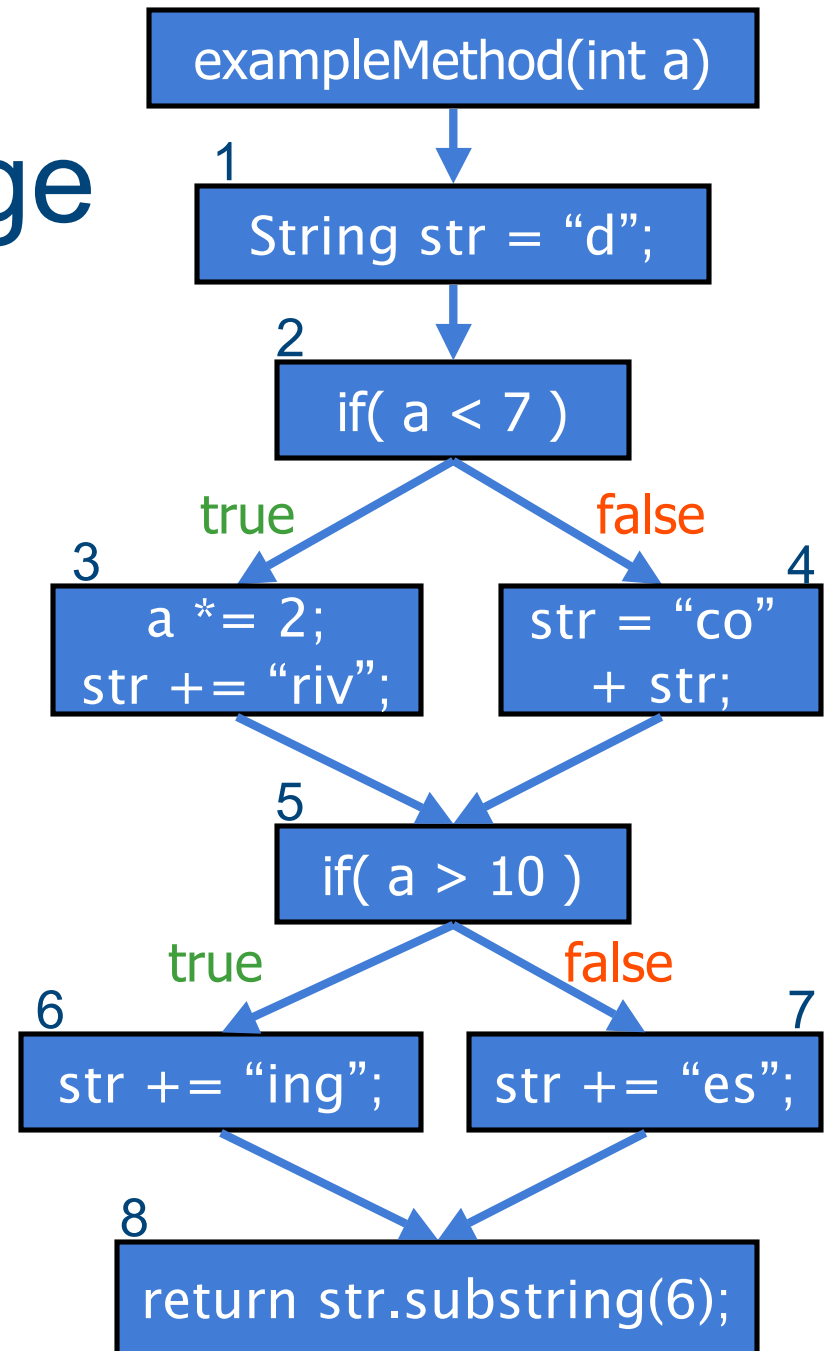 exampleMethod(int a)
ge
1
String str = “d”;
2
if( a < 7 )
true
false
3
4
a *= 2;
str += “riv”;
str = “co”
+ str;
5
if( a > 10 )
true
false
6
7
str += “ing”;
str += “es”;
8
return str.substring(6);